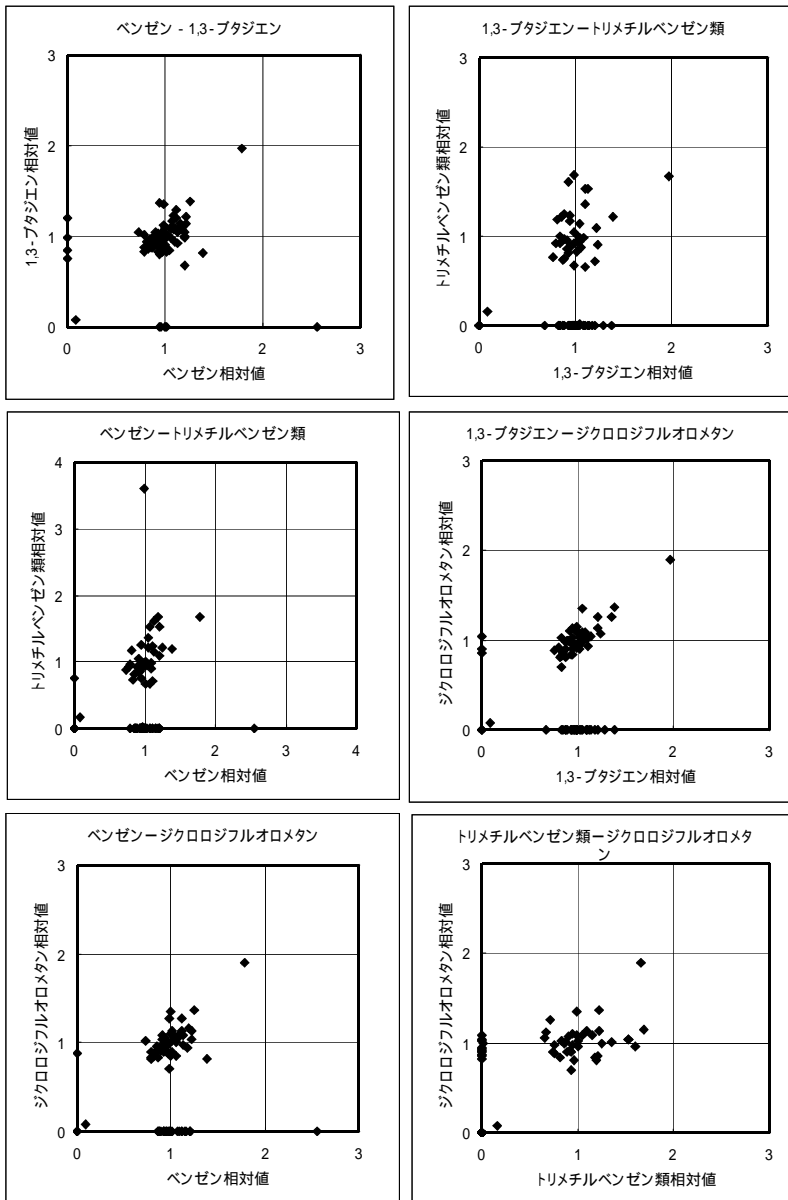 ベンゼン - 1,3-ブタジエン
3
2
1
0
0
1
2
3
1,3-ブタジエン相対値
ベンゼン相対値
1,3-ブタジエンートリメチルベンゼン類
3
2
1
0
0
1
2
3
トリメチルベンゼン類相対値
1,3-ブタジエン相対値
ベンゼンートリメチルベンゼン類
4
3
2
1
0
0
1
2
3
4
トリメチルベンゼン類相対値
ベンゼン相対値
1,3-ブタジエンージクロロジフルオロメタン
3
2
1
0
0
1
2
3
ジクロロジフルオロメタン相対値
1,3-ブタジエン相対値
ベンゼンージクロロジフルオロメタン
3
2
1
0
0
1
2
3
ジクロロジフルオロメタン相対値
ベンゼン相対値
トリメチルベンゼン類ージクロロジフルオロメタ
ン
3
2
1
0
0
1
2
3
ジクロロジフルオロメタン相対値
トリメチルベンゼン類相対値